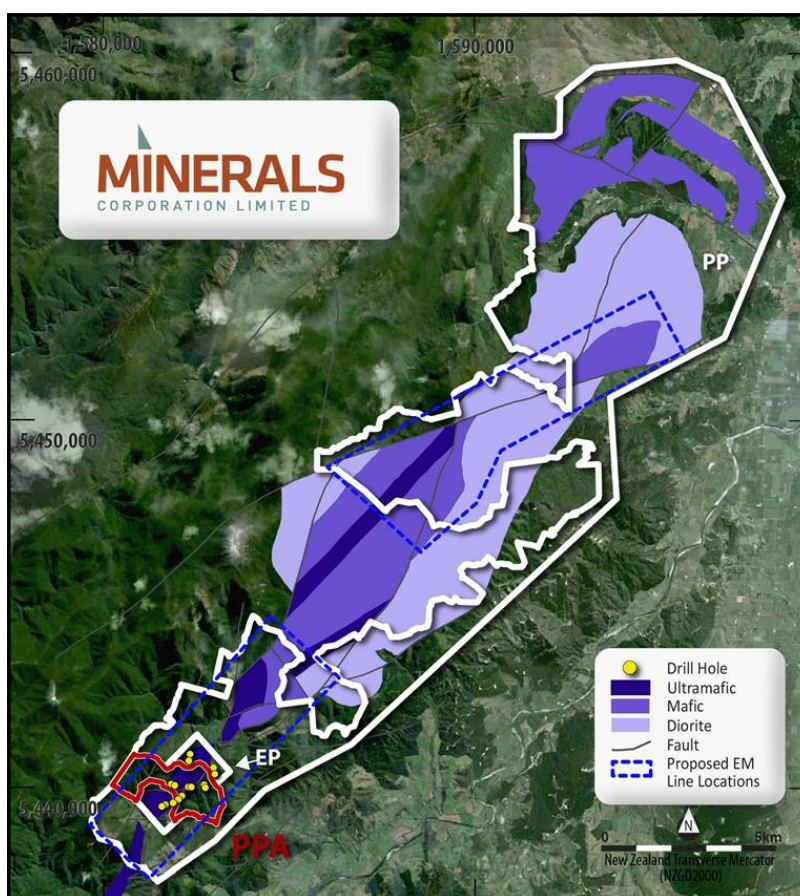 1,580,000
1,590,000
5,460,000
MINERALS
CORPORATION LIMITED
PP
5,450,000
Drill Hole
Ultramafic
Mafic
Diorite
Fault
Proposed EM
Line Locations
EP
5,440,000
PPA
N
0 5km
New Zealand Transverse Mercator
(NZGD2000)